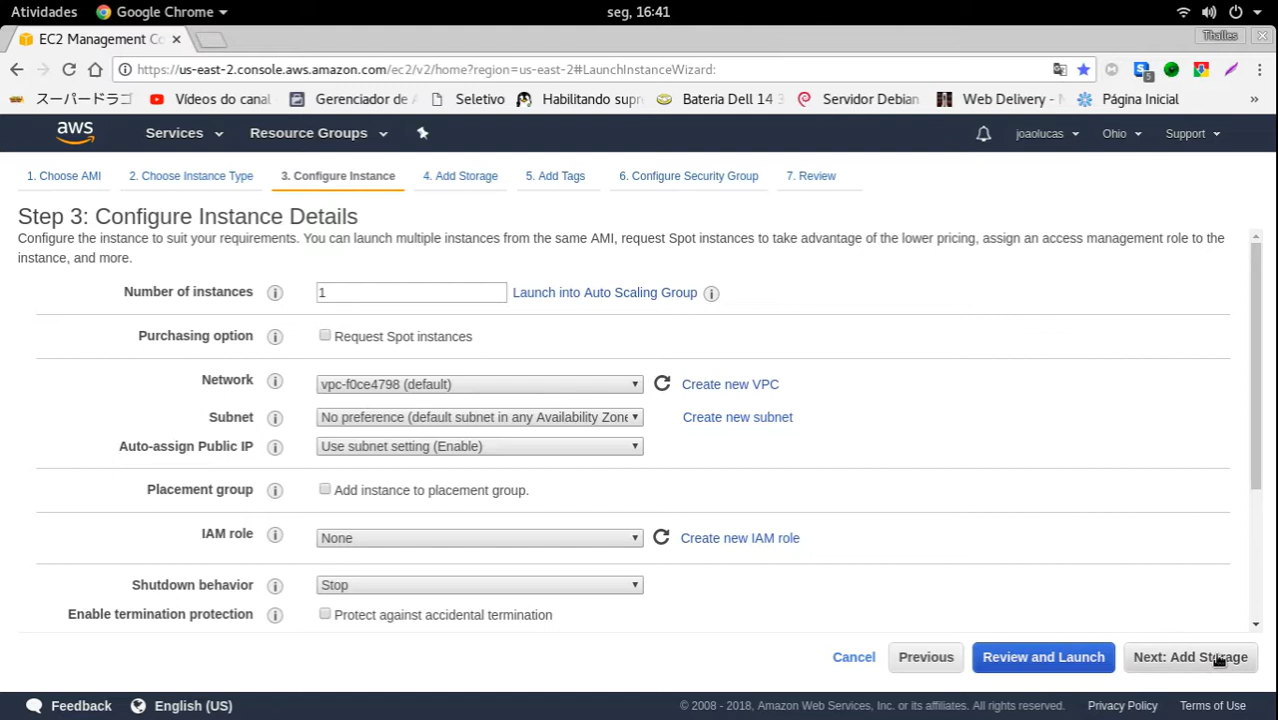 Atividades Google Chrome seg, 16:41
EC2 Management Co Thalles
https://us-east-2.console.aws.amazon.com/ec2/v2/home?region=us-east-2#LaunchInstanceWizard: 5
スーパードラゴ Vídeos do canal Gerenciador de Seletivo Habilitando supr Bateria Dell 14 3 Servidor Debian Web Delivery - Página Inicial »
aws Services Resource Groups joaolucas Ohio Support
1. Choose AMI 2. Choose Instance Type 3. Configure Instance 4. Add Storage 5. Add Tags 6. Configure Security Group 7. Review
Step 3: Configure Instance Details
Configure the instance to suit your requirements. You can launch multiple instances from the same AMI, request Spot instances to take advantage of the lower pricing, assign an access management role to the
instance, and more.
Number of instances i 1 Launch into Auto Scaling Group i
Purchasing option i Request Spot instances
Network i vpc-f0ce4798 (default) Create new VPC
Subnet i No preference (default subnet in any Availability Zone Create new subnet
Auto-assign Public IP i Use subnet setting (Enable)
Placement group i Add instance to placement group.
IAM role i None Create new IAM role
Shutdown behavior i Stop
Enable termination protection i Protect against accidental termination
Cancel Previous Review and Launch Next: Add Storage
Feedback English (US) © 2008 - 2018, Amazon Web Services, Inc. or its affiliates. All rights reserved. Privacy Policy Terms of Use